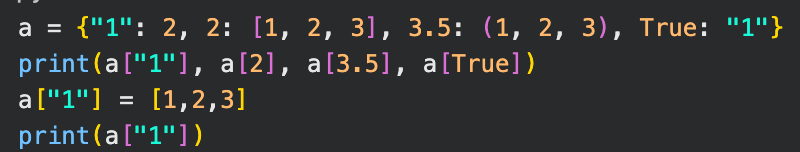 a = {"1": 2, 2: [1, 2, 3], 3.5: (1, 2, 3), True: "1"}
print(a["1"], a[2], a[3.5], a[True])
a["1"] = [1,2,3]
print(a["1"])